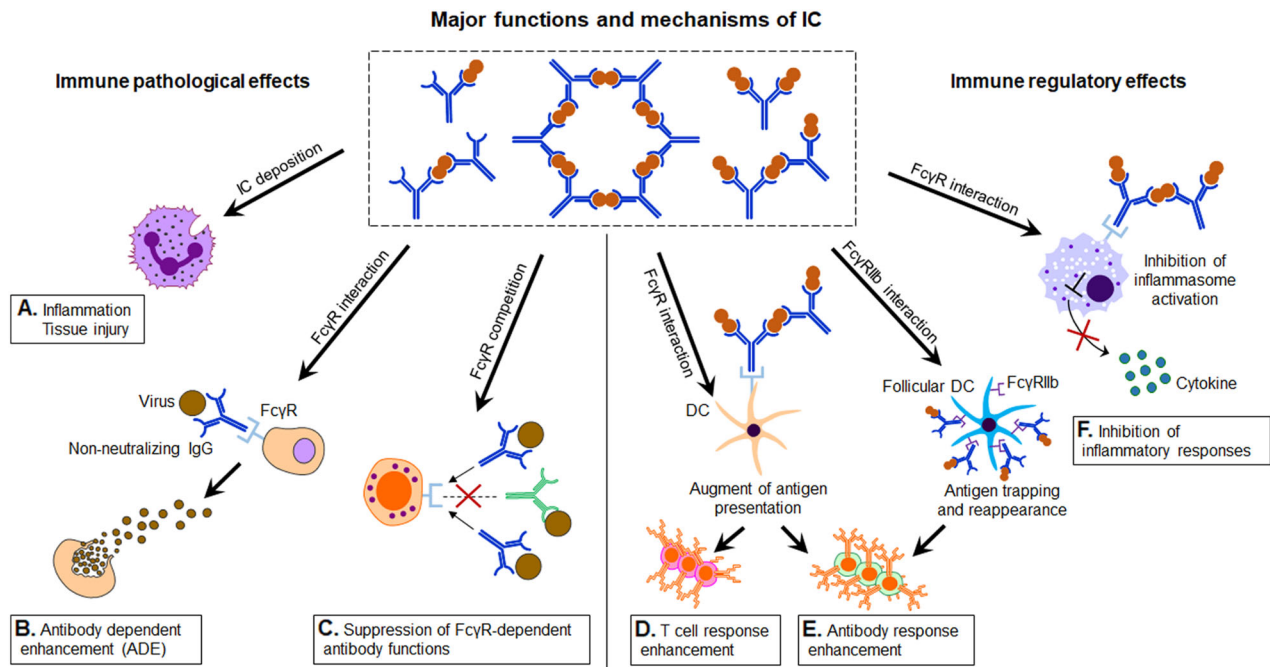 Major functions and mechanisms of IC
Immune pathological effects
Immune regulatory effects
IC deposition
FcγR interaction
FcγR competition
FcγR interaction
FcγRIIb interaction
FcγR interaction
A. Inflammation
Tissue injury
Virus
FcγR
Non-neutralizing IgG
B. Antibody dependent
enhancement (ADE)
C. Suppression of FcγR-dependent
antibody functions
DC
Augment of antigen
presentation
D. T cell response
enhancement
Follicular DC
FcγRIIb
Antigen trapping
and reappearance
E. Antibody response
enhancement
Inhibition of
inflammasome
activation
Cytokine
F. Inhibition of
inflammatory responses